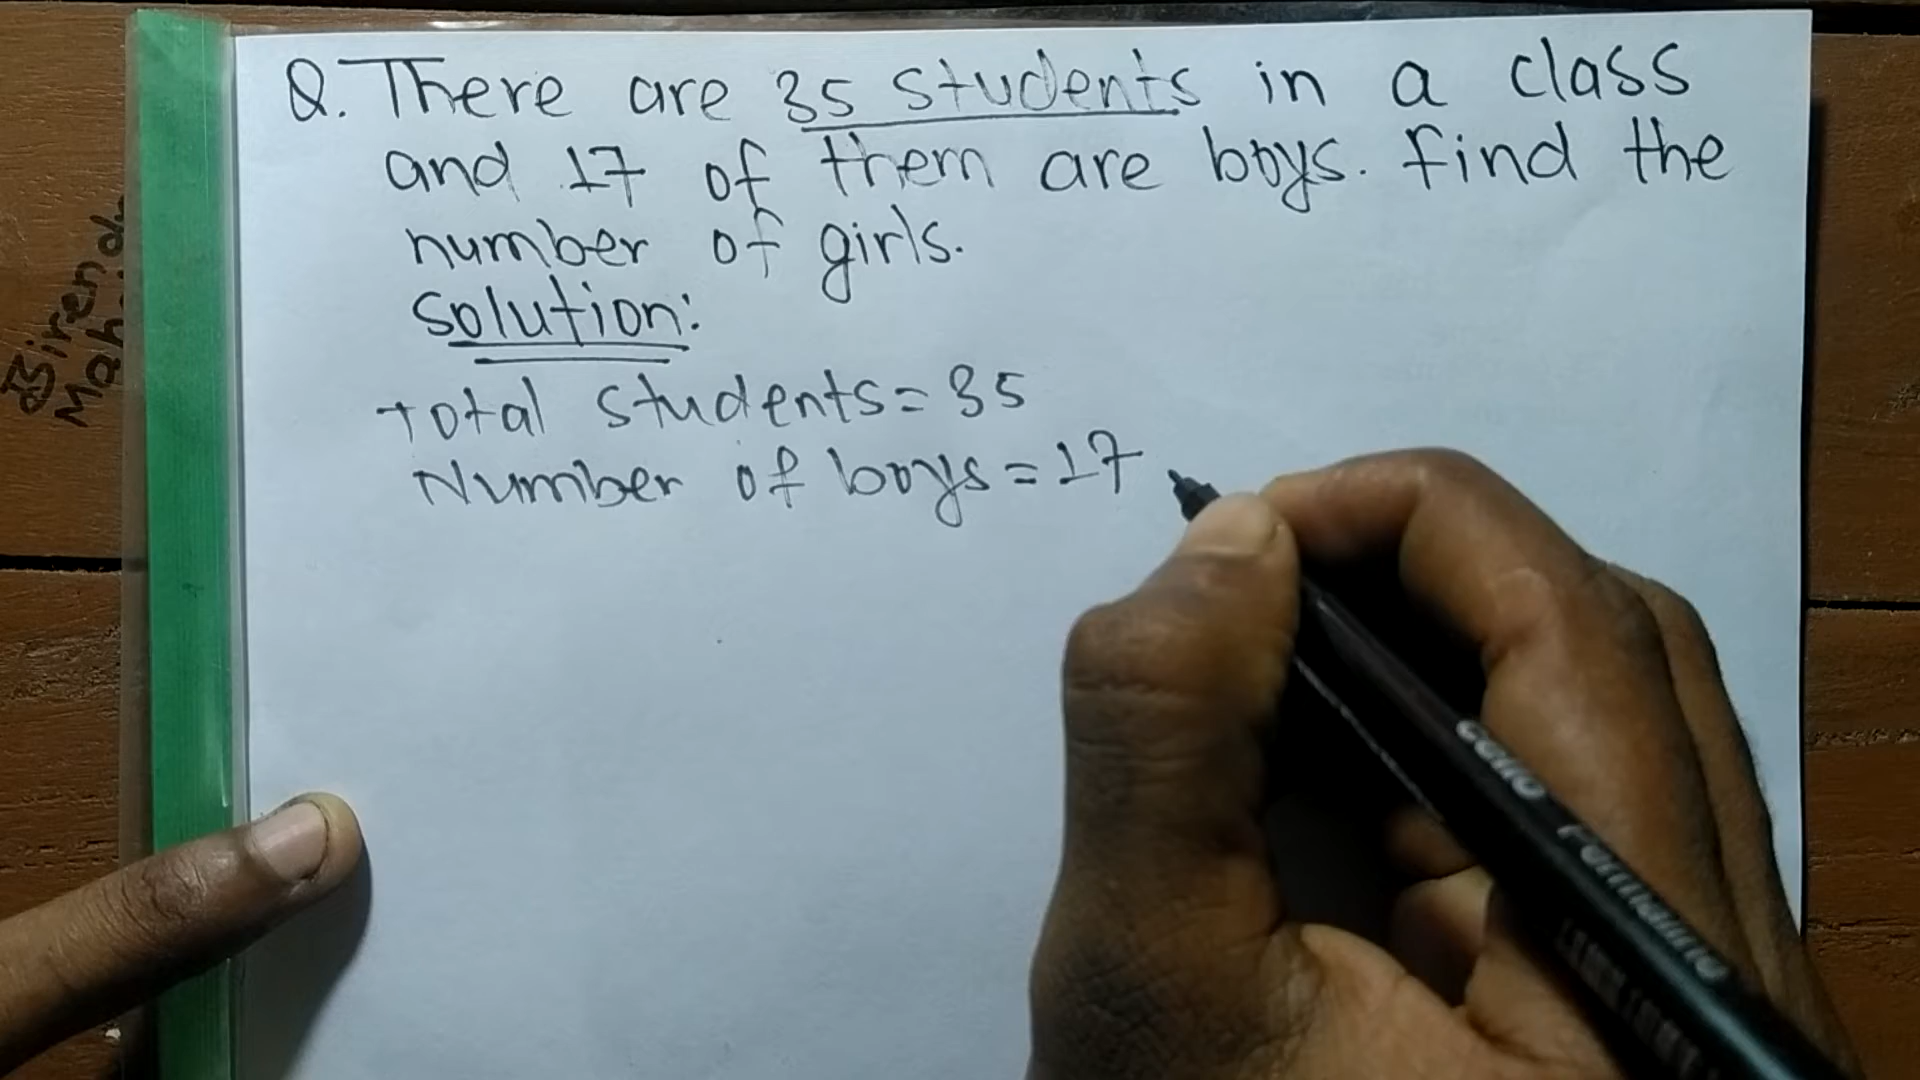 Q. There are 35 students in a class
and 17 of them are boys. Find the
number of girls.
Solution:
Total students = 35
Number of boys = 17
Birend
cello